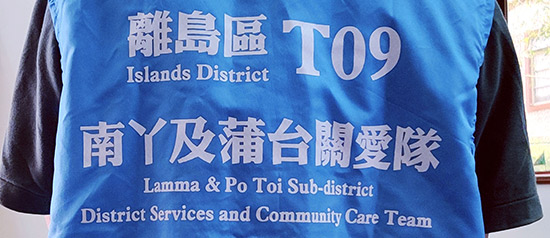 離島區 T09
Islands District
南丫及蒲台關愛隊
Lamma & Po Toi Sub-district
District Services and Community Care Team